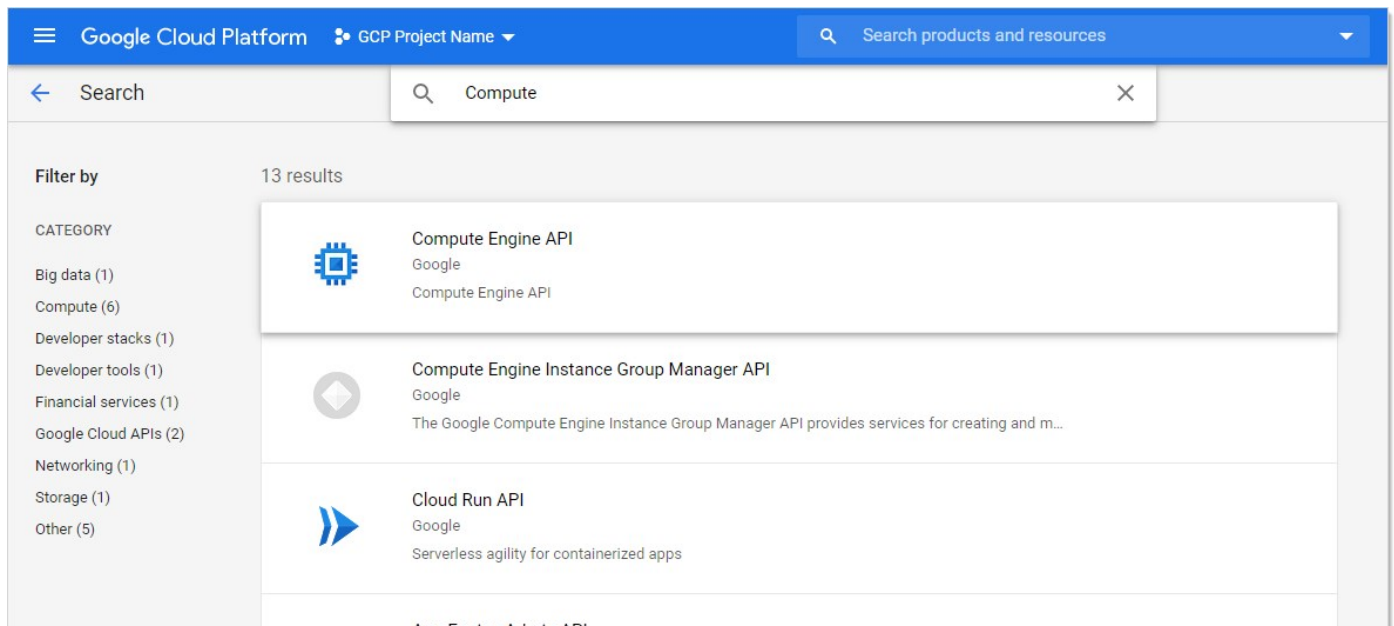 Google Cloud Platform
GCP Project Name
Search products and resources
Search
Compute
Filter by
CATEGORY
Big data (1)
Compute (6)
Developer stacks (1)
Developer tools (1)
Financial services (1)
Google Cloud APIs (2)
Networking (1)
Storage (1)
Other (5)
13 results
Compute Engine API
Google
Compute Engine API
Compute Engine Instance Group Manager API
Google
The Google Compute Engine Instance Group Manager API provides services for creating and m...
Cloud Run API
Google
Serverless agility for containerized apps